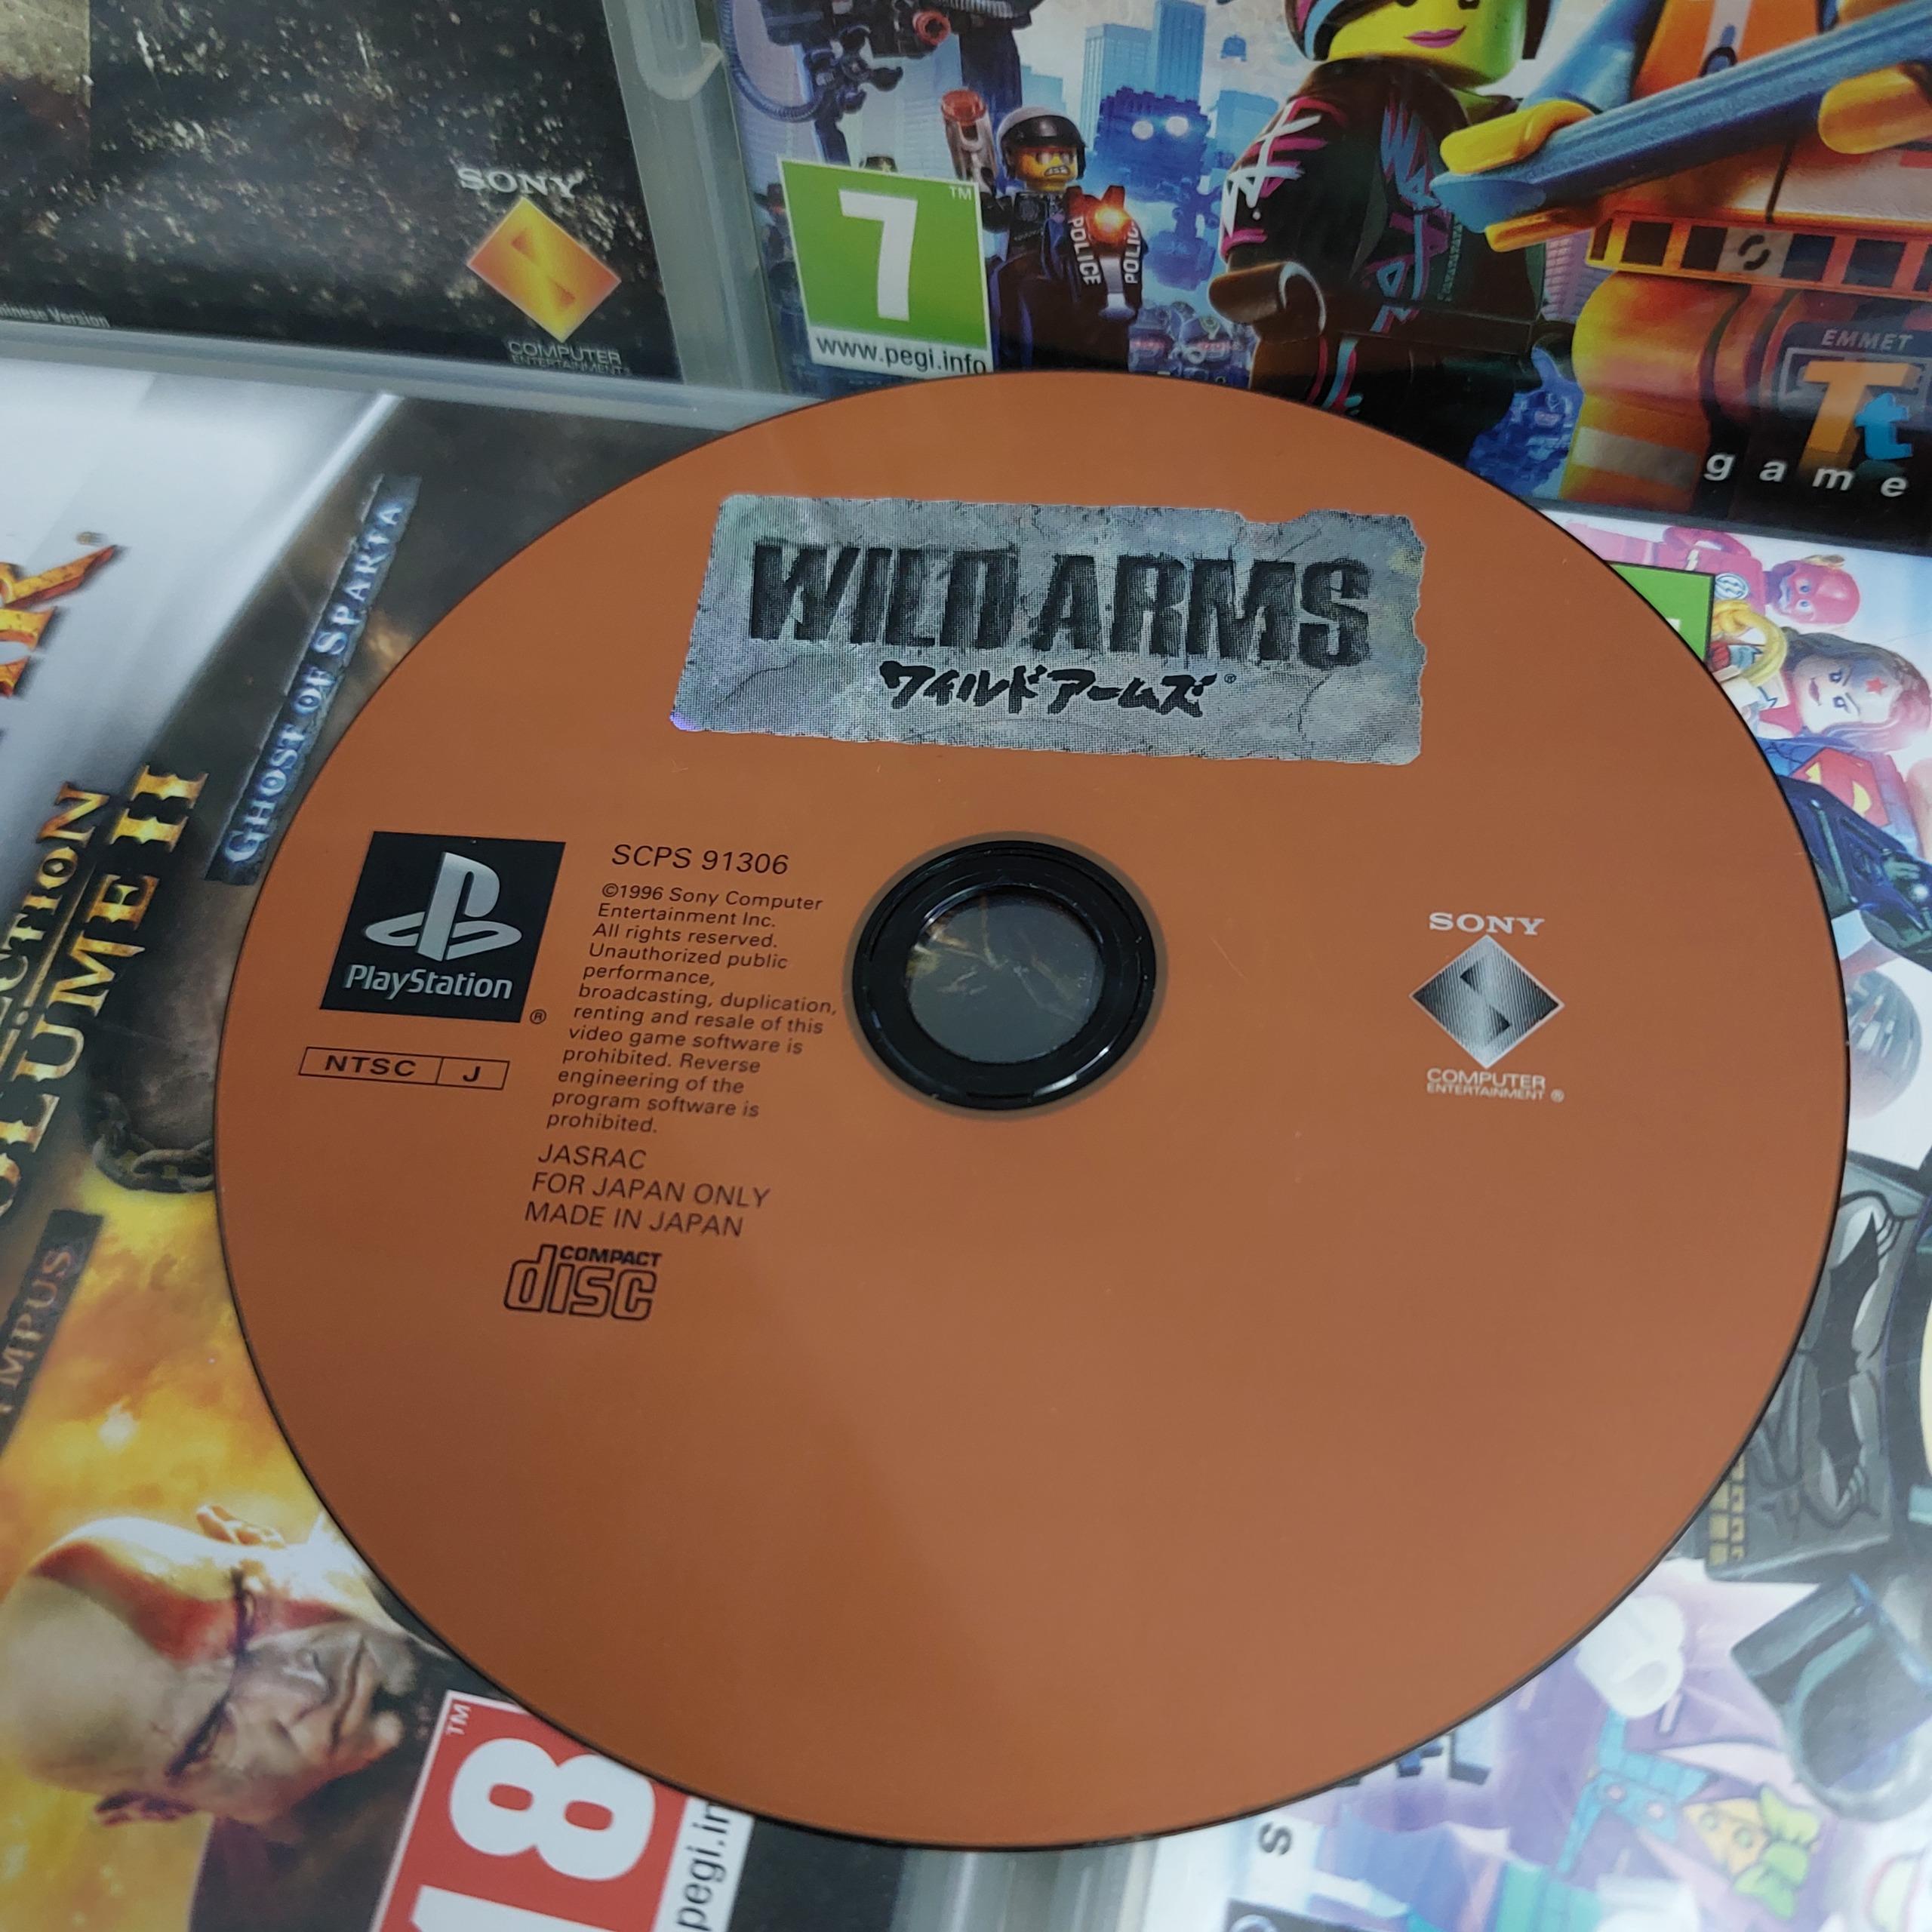 SONY
COMPUTER
ENTERTAINMENT
7
TM
www.pegi.info
POLICE
EMMET
Tt
game
GHOST OF SPARTA
VOLUME II
WILD ARMS
ワイルドアームズ®
PlayStation
®
NTSC J
SCPS 91306
©1996 Sony Computer
Entertainment Inc.
All rights reserved.
Unauthorized public
performance,
broadcasting, duplication,
renting and resale of this
video game software is
prohibited. Reverse
engineering of the
program software is
prohibited.
JASRAC
FOR JAPAN ONLY
MADE IN JAPAN
COMPACT
disc
SONY
COMPUTER
ENTERTAINMENT ®
TM
18
pegi.in